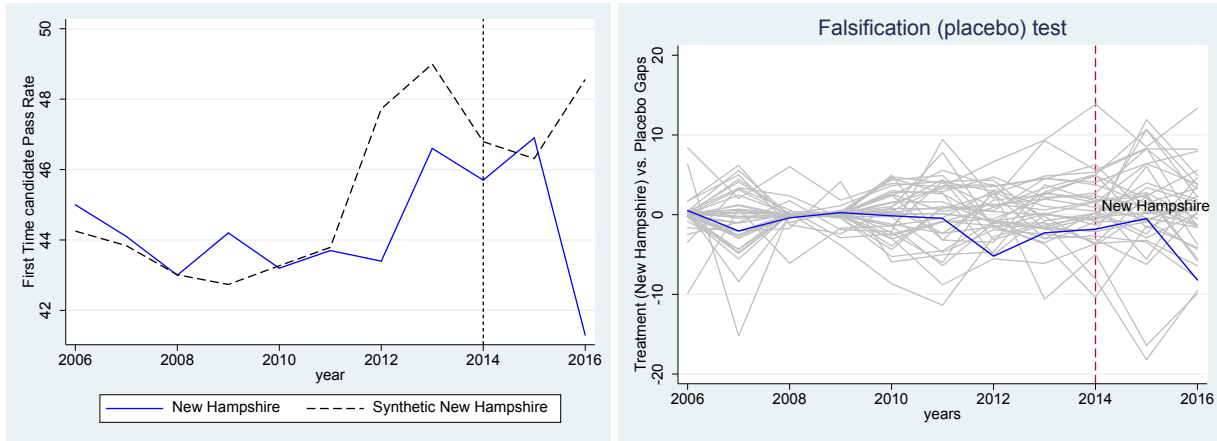 First Time candidate Pass Rate
50
48
46
44
42
2006
2008
2010
2012
2014
2016
year
New Hampshire
Synthetic New Hampshire
Falsification (placebo) test
Treatment (New Hampshire) vs. Placebo Gaps
20
10
0
-10
-20
New Hampshire
2006
2008
2010
2012
2014
2016
years